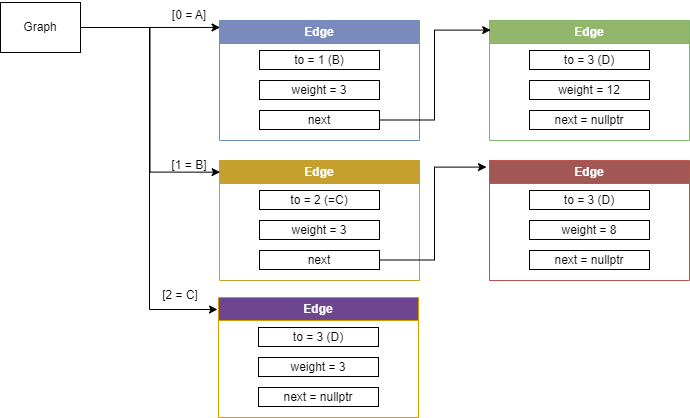 Graph
[0 = A]
Edge
to = 1 (B)
weight = 3
next
Edge
to = 3 (D)
weight = 12
next = nullptr
[1 = B]
Edge
to = 2 (=C)
weight = 3
next
Edge
to = 3 (D)
weight = 8
next = nullptr
[2 = C]
Edge
to = 3 (D)
weight = 3
next = nullptr